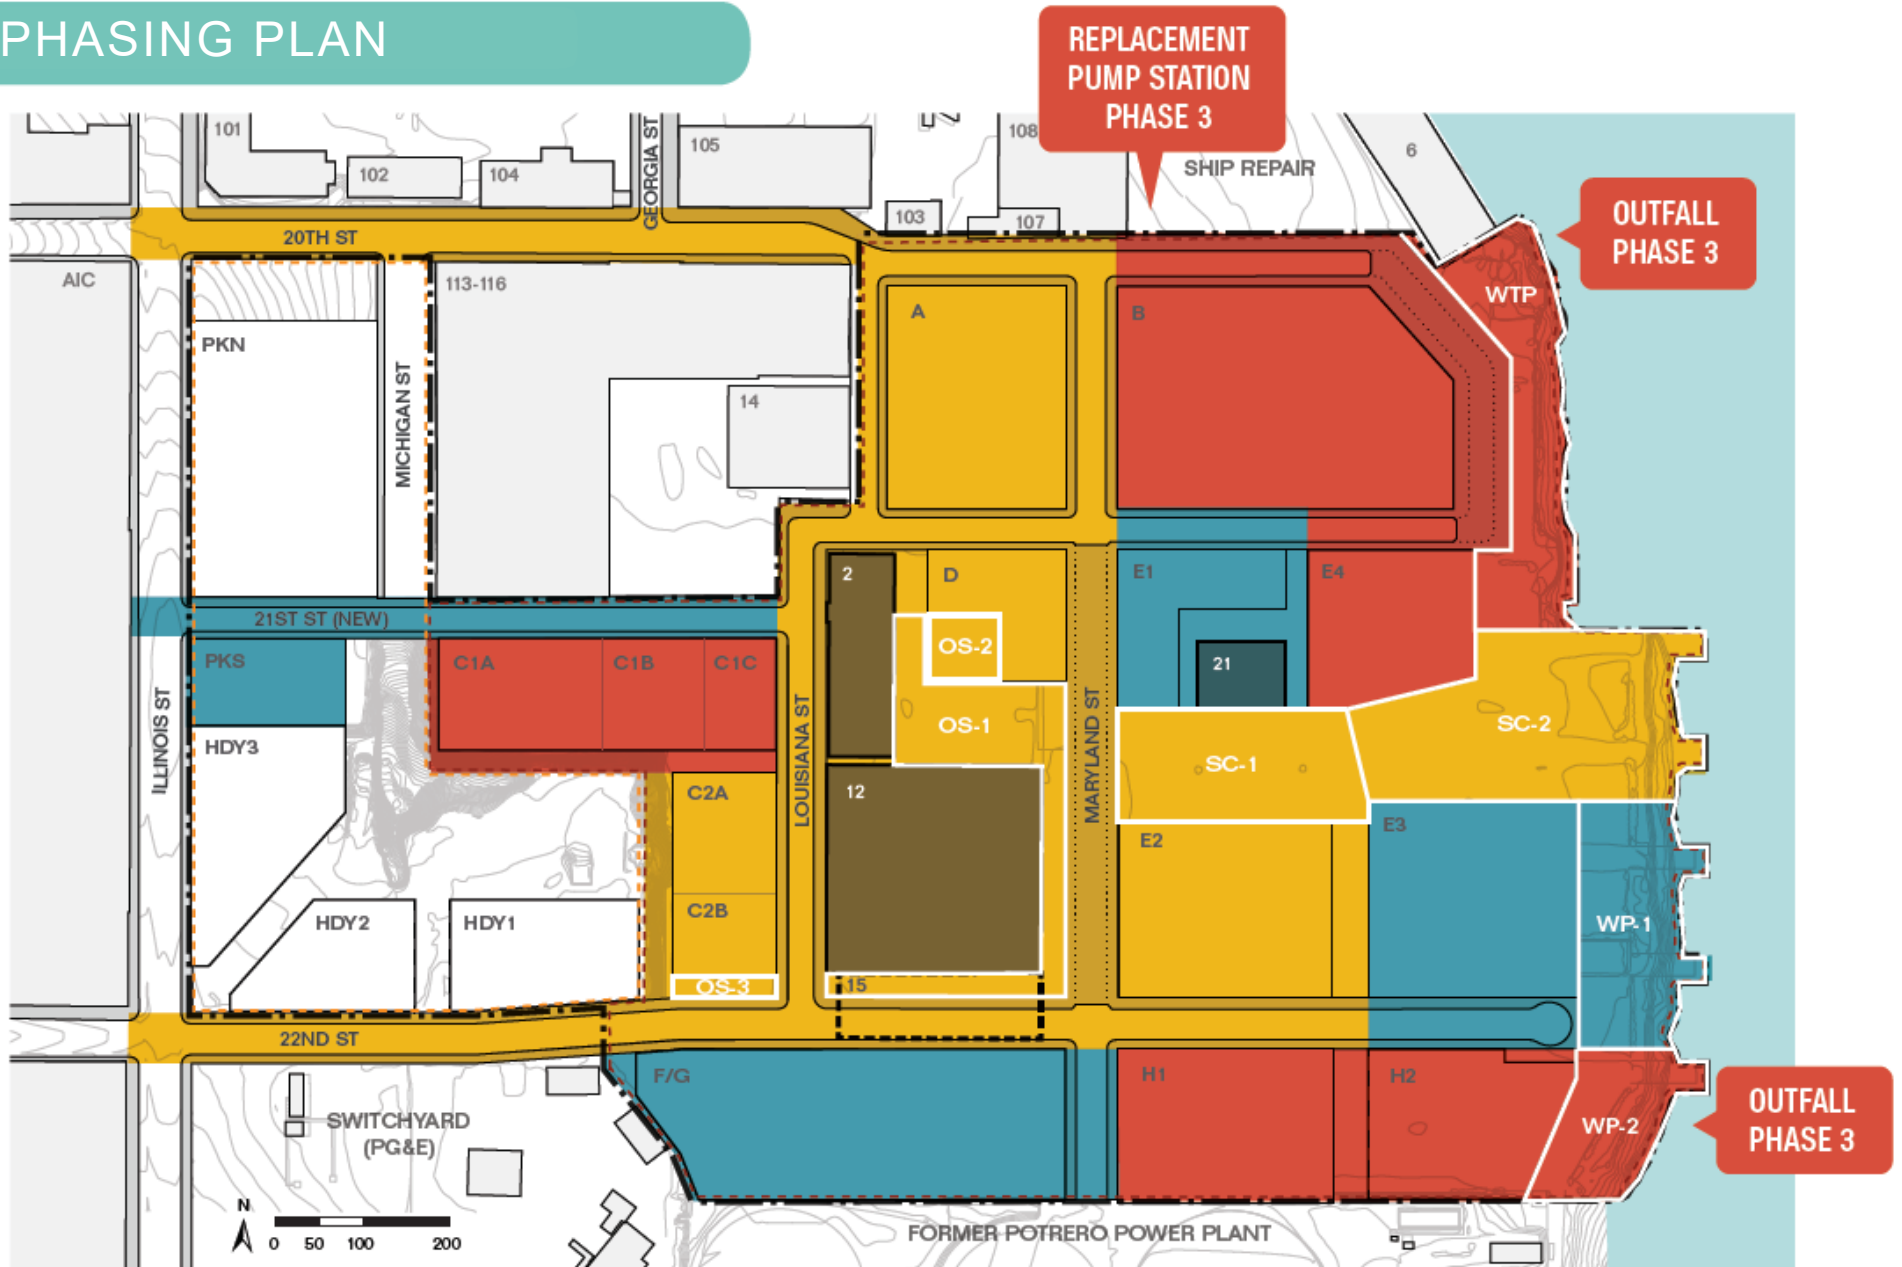 PHASING PLAN
REPLACEMENT
PUMP STATION
PHASE 3
101
102
104
GEORGIA ST
105
108
SHIP REPAIR
6
OUTFALL
PHASE 3
103
107
20TH ST
AIC
113-116
A
B
WTP
PKN
MICHIGAN ST
14
2
D
E1
E4
21ST ST (NEW)
OS-2
PKS
C1A
C1B
C1C
21
ILLINOIS ST
LOUISIANA ST
MARYLAND ST
OS-1
SC-2
HDY3
SC-1
C2A
12
E3
E2
C2B
HDY2
HDY1
WP-1
OS-3
15
22ND ST
F/G
H1
H2
OUTFALL
PHASE 3
SWITCHYARD
(PG&E)
WP-2
N
0 50 100 200
FORMER POTRERO POWER PLANT